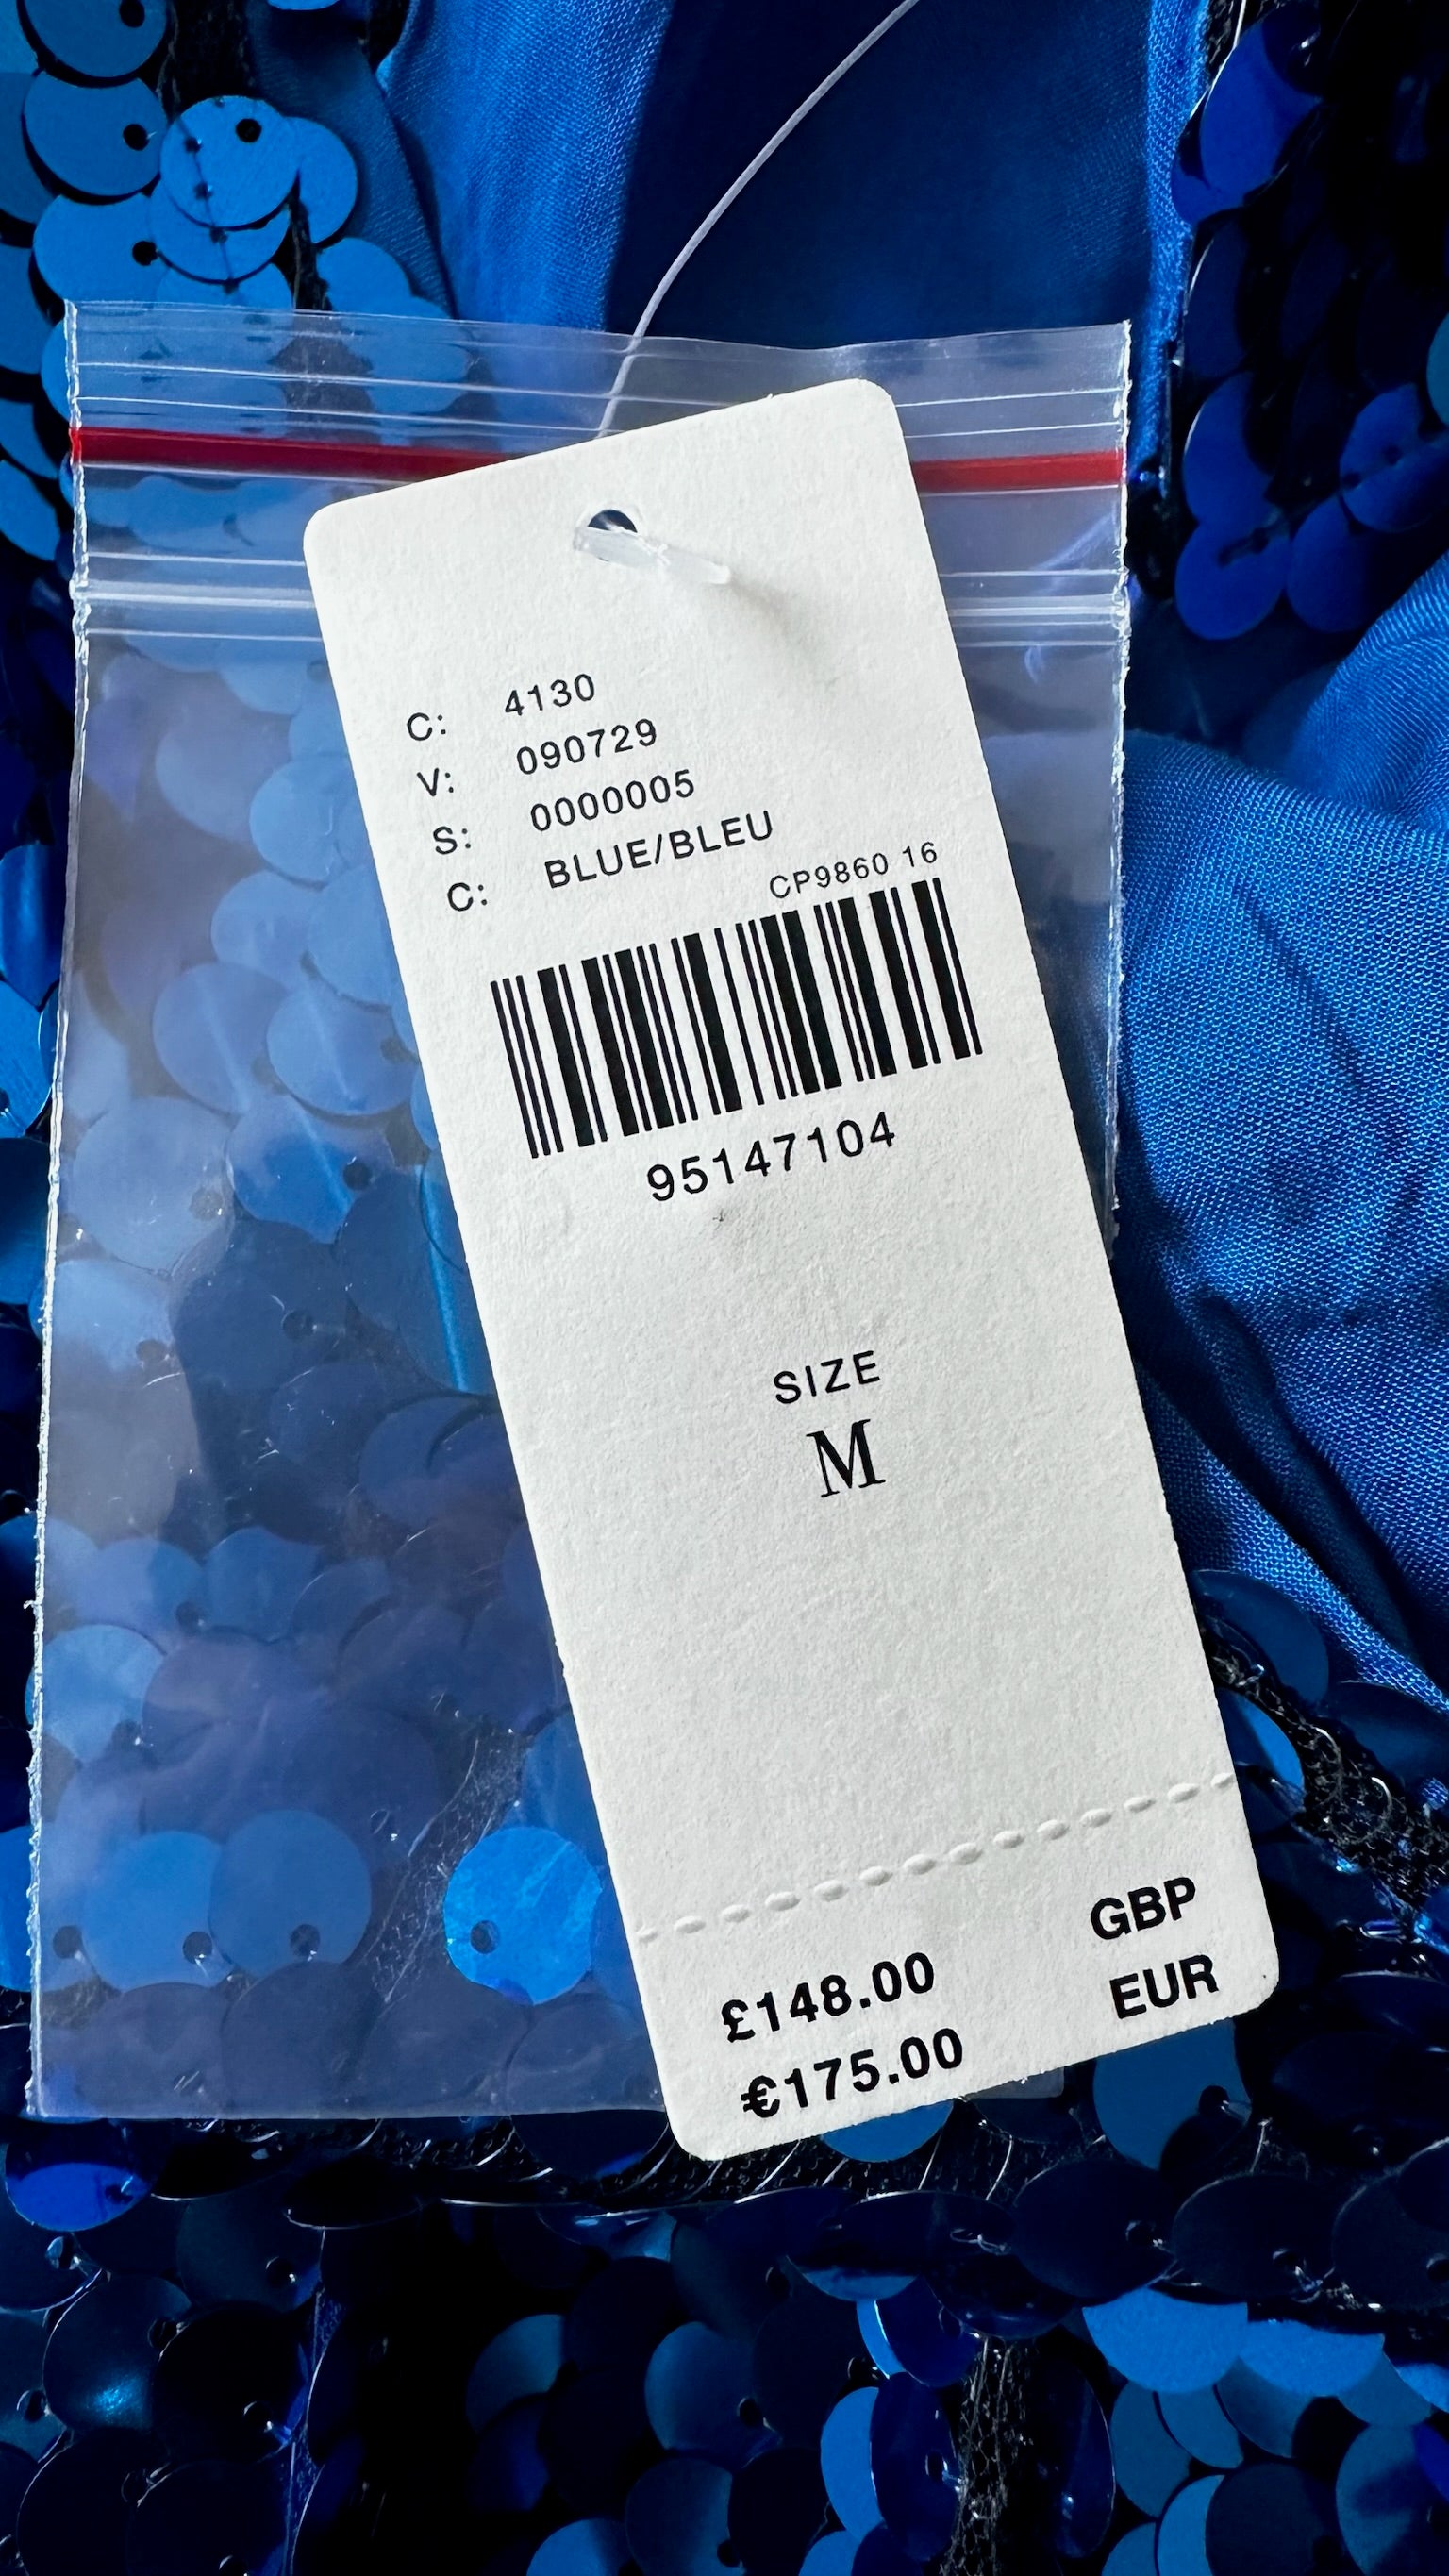 C: 4130
V: 090729
S: 0000005
C: BLUE/BLEU
CP9860 16
95147104
SIZE
M
£148.00 GBP
€175.00 EUR